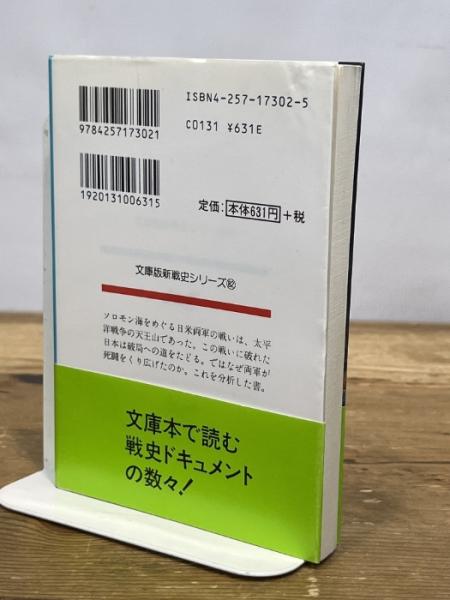 ISBN4-257-17302-5
9784257173021
C0131 ¥631E
1920131006315
定価：本体631円+税
文庫版新戦史シリーズ82
ソロモン海をめぐる日米両軍の戦いは、太平
洋戦争の天王山であった。この戦いに破れた
日本は破局への道をたどる。ではなぜ両軍が
死闘をくり広げたのか。これを分析した書。
文庫本で読む
戦史ドキュメント
の数々！